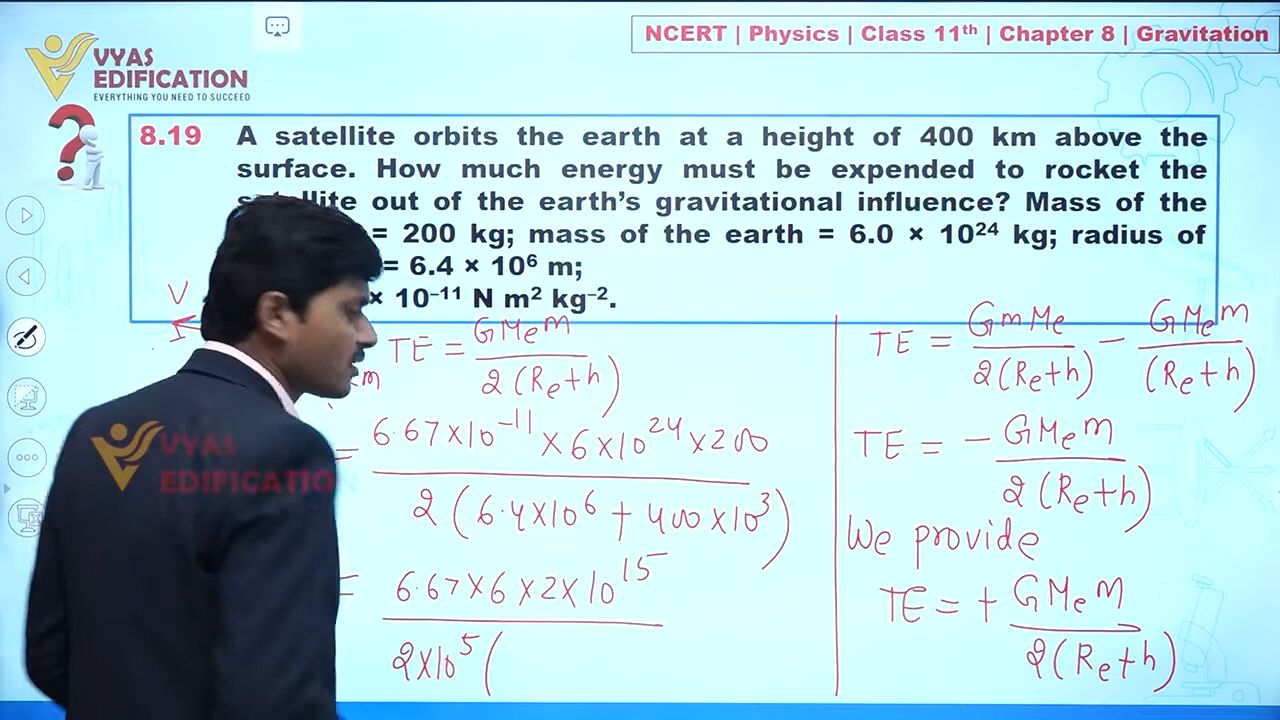 NCERT | Physics | Class 11th | Chapter 8 | Gravitation
VYAS
EDIFICATION
EVERYTHING YOU NEED TO SUCCEED
8.19 A satellite orbits the earth at a height of 400 km above the
surface. How much energy must be expended to rocket the
satellite out of the earth's gravitational influence? Mass of the
= 200 kg; mass of the earth = 6.0 × 10²⁴ kg; radius of
= 6.4 × 10⁶ m;
× 10⁻¹¹ N m² kg⁻².
V
m
TE = GMem / 2(Re+h)
= 6.67×10⁻¹¹ × 6×10²⁴ × 200 / 2(6.4×10⁶ + 400×10³)
= 6.67×6×2×10¹⁵ / 2×10⁵(
TE = GmMe / 2(Re+h) − GMem / (Re+h)
TE = − GMem / 2(Re+h)
We provide
TE = + GMem / 2(Re+h)
VYAS
EDIFICATION